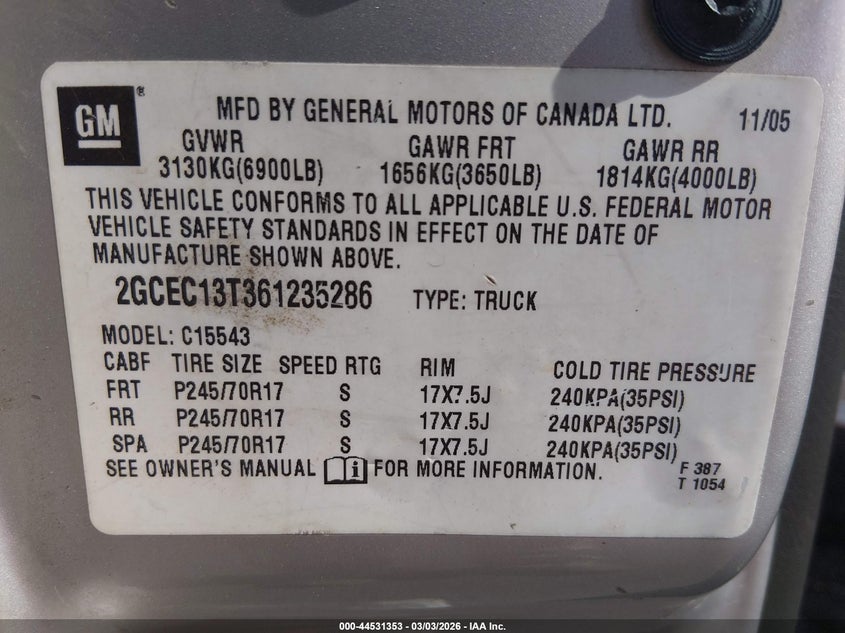 GM®
MFD BY GENERAL MOTORS OF CANADA LTD. 11/05
GVWR GAWR FRT GAWR RR
3130KG(6900LB) 1656KG(3650LB) 1814KG(4000LB)
THIS VEHICLE CONFORMS TO ALL APPLICABLE U.S. FEDERAL MOTOR
VEHICLE SAFETY STANDARDS IN EFFECT ON THE DATE OF
MANUFACTURE SHOWN ABOVE.
2GCEC13T361235286 TYPE: TRUCK
MODEL: C15543
CABF TIRE SIZE SPEED RTG RIM COLD TIRE PRESSURE
FRT P245/70R17 S 17X7.5J 240KPA(35PSI)
RR P245/70R17 S 17X7.5J 240KPA(35PSI)
SPA P245/70R17 S 17X7.5J 240KPA(35PSI)
SEE OWNER'S MANUAL i FOR MORE INFORMATION. F 387
T 1054
000-44531353 - 03/03/2026 - IAA Inc.